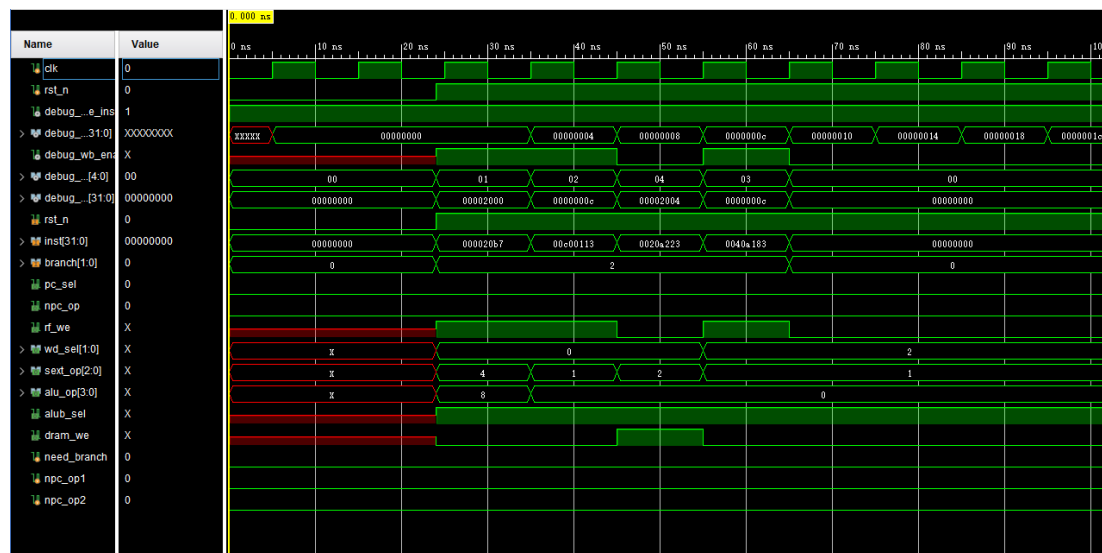 0.000 ns
Name Value
0 ns 10 ns 20 ns 30 ns 40 ns 50 ns 60 ns 70 ns 80 ns 90 ns 10
clk 0
rst_n 0
debug_...e_ins 1
debug_...31:0] XXXXXXXX XXXXX 00000000 00000004 00000008 0000000c 00000010 00000014 00000018 0000001c
debug_wb_ena X
debug_...[4:0] 00 00 01 02 04 03 00
debug_...[31:0] 00000000 00000000 00002000 0000000c 00002004 0000000c 00000000
rst_n 0
inst[31:0] 00000000 00000000 000020b7 00c00113 0020a223 0040a183 00000000
branch[1:0] 0 0 2 0
pc_sel 0
npc_op 0
rf_we X
wd_sel[1:0] X X 0 2
sext_op[2:0] X X 4 1 2 1
alu_op[3:0] X X 8 0
alub_sel X
dram_we X
need_branch 0
npc_op1 0
npc_op2 0